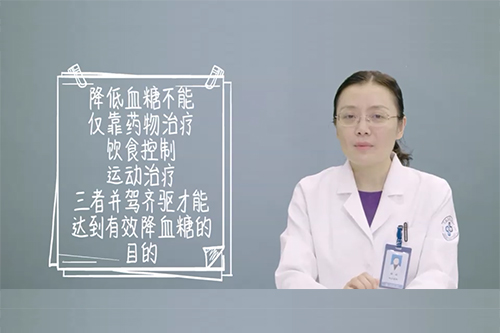 降低血糖不能
仅靠药物治疗
饮食控制
运动治疗
三者并驾齐驱才能
达到有效降血糖的
目的